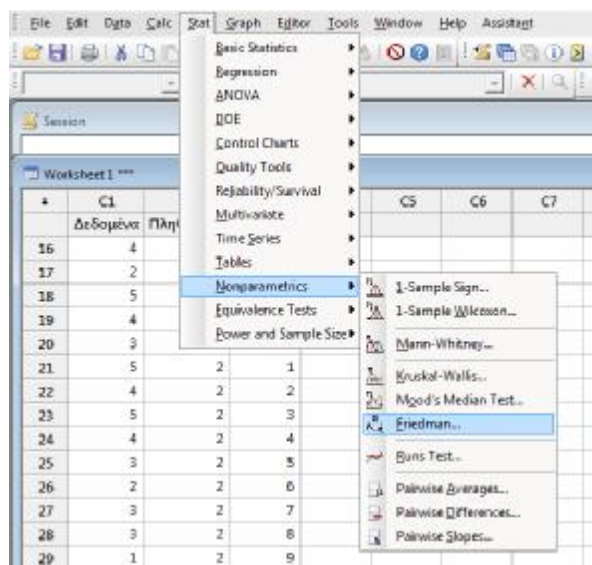 File Edit Data Calc Stat Graph Editor Tools Window Help Assistant
Basic Statistics
Regression
ANOVA
DOE
Control Charts
Quality Tools
Reliability/Survival
Multivariate
Time Series
Tables
Nonparametrics
Equivalence Tests
Power and Sample Size
1-Sample Sign...
1-Sample Wilcoxon...
Mann-Whitney...
Kruskal-Wallis...
Mood's Median Test...
Friedman...
Runs Test...
Pairwise Averages...
Pairwise Differences...
Pairwise Slopes...
Session
Worksheet 1 ***
C1 C5 C6 C7
Δεδομένα
16 4
17 2
18 5
19 4
20 3
21 5 2 1
22 4 2 2
23 5 2 3
24 4 2 4
25 3 2 5
26 2 2 6
27 3 2 7
28 3 2 8
29 1 2 9